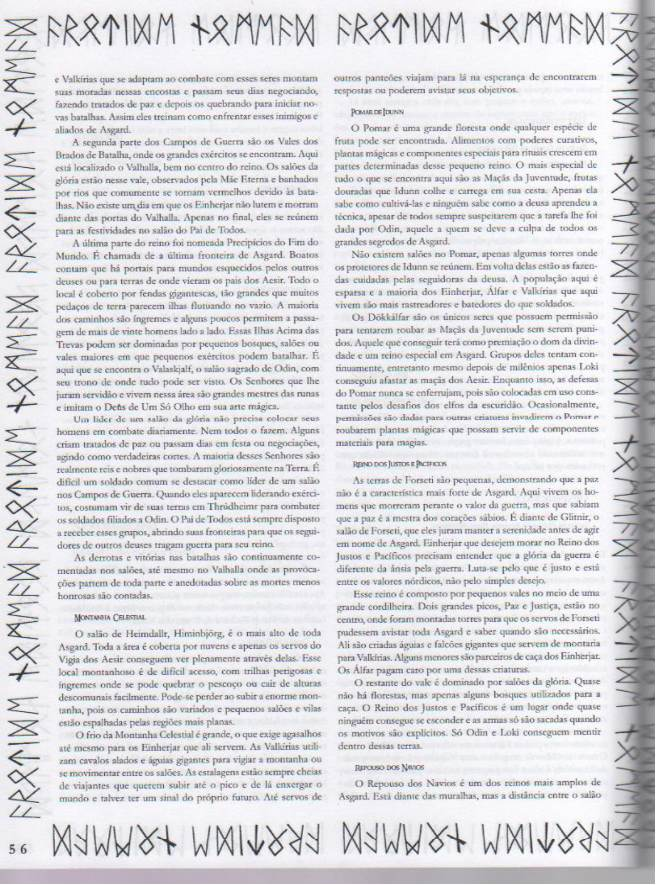 e Valkírias que se adaptam ao combate com esses seres montam
suas moradas nessas encostas e passam seus dias negociando,
fazendo tratados de paz e depois os quebrando para iniciar no-
vas batalhas. Assim eles treinam como enfrentar esses inimigos e
aliados de Asgard.
A segunda parte dos Campos de Guerra são os Vales dos
Brados de Batalha, onde os grandes exércitos se encontram. Aqui
está localizado o Valhalla, bem no centro do reino. Os salões da
glória estão nesse vale, observados pela Mãe Eterna e banhados
por rios que comumente se tornam vermelhos devido às bata-
lhas. Não existe um dia em que os Einherjar não lutem e morram
diante das portas do Valhalla. Apenas no final, eles se reúnem
para as festividades no salão do Pai de Todos.
A última parte do reino foi nomeada Precipícios do Fim do
Mundo. É chamada de a última fronteira de Asgard. Boatos
contam que há portais para mundos esquecidos pelos outros
deuses ou para terras de onde vieram os pais dos Aesir. Todo o
local é coberto por fendas gigantescas, tão grandes que muitos
pedaços de terra parecem ilhas flutuando no vazio. A maioria
dos caminhos são íngremes e alguns poucos permitem a passa-
gem de mais de vinte homens lado a lado. Essas Ilhas Acima das
Trevas podem ser dominadas por pequenos bosques, salões ou
vales maiores em que pequenos exércitos podem batalhar. É
aqui que se encontra o Valaskjalf, o salão sagrado de Odin, com
seu trono de onde tudo pode ser visto. Os Senhores que lhe
juram servidão e vivem nessa área são grandes mestres das runas
e imitam o Deus de Um Só Olho em sua arte mágica.
Um líder de um salão da glória não precisa colocar seus
homens em combate diariamente. Nem todos o fazem. Alguns
criam tratados de paz ou passam dias em festa ou negociações,
agindo como verdadeiras cortes. A maioria desses Senhores são
realmente reis e nobres que tombaram gloriosamente na Terra. É
difícil um soldado comum se destacar como líder de um salão
nos Campos de Guerra. Quando eles aparecem liderando exérci-
tos, costumam vir de suas terras em Thrúdheimr para combater
os soldados filiados a Odin. O Pai de Todos está sempre disposto
a receber esses grupos, abrindo suas fronteiras para que os segui-
dores de outros deuses tragam guerra para seu reino.
As derrotas e vitórias nas batalhas são continuamente co-
mentadas nos salões, até mesmo no Valhalla onde as provoca-
ções partem de toda parte e anedotadas sobre as mortes menos
honrosas são contadas.
Montanha Celestial
O salão de Heimdallr, Himinbjörg, é o mais alto de toda
Asgard. Toda a área é coberta por nuvens e apenas os servos do
Vigia dos Aesir conseguem ver plenamente através delas. Esse
local montanhoso é de difícil acesso, com trilhas perigosas e
íngremes onde se pode quebrar o pescoço ou cair de alturas
descomunais facilmente. Pode-se perder ao subir a enorme mon-
tanha, pois os caminhos são variados e pequenos salões e vilas
estão espalhadas pelas regiões mais planas.
O frio da Montanha Celestial é grande, o que exige agasalhos
até mesmo para os Einherjar que ali servem. As Valkírias utili-
zam cavalos alados e águias gigantes para vigiar a montanha ou
se movimentar entre os salões. As estalagens estão sempre cheias
de viajantes que querem subir até o pico e de lá enxergar o
mundo e talvez ter um sinal do próprio futuro. Até servos de
outros panteões viajam para lá na esperança de encontrarem
respostas ou poderem avistar seus objetivos.
Pomar de Idunn
O Pomar é uma grande floresta onde qualquer espécie de
fruta pode ser encontrada. Alimentos com poderes curativos,
plantas mágicas e componentes especiais para rituais crescem em
partes determinadas desse pequeno reino. O mais especial de
tudo o que se encontra aqui são as Maçãs da Juventude, frutas
douradas que Idunn colhe e carrega em sua cesta. Apenas ela
sabe como cultivá-las e ninguém sabe como a deusa aprendeu a
técnica, apesar de todos sempre suspeitarem que a tarefa lhe foi
dada por Odin, aquele a quem se deve a culpa de todos os
grandes segredos de Asgard.
Não existem salões no Pomar, apenas algumas torres onde
os protetores de Idunn se reúnem. Em volta delas estão as fazen-
das cuidadas pelas seguidoras da deusa. A população aqui é
esparsa e a maioria dos Einherjar, Álfar e Valkírias que aqui
vivem são mais rastreadores e batedores do que soldados.
Os Dökkálfar são os únicos seres que possuem permissão
para tentarem roubar as Maçãs da Juventude sem serem puni-
dos. Aquele que conseguir terá como premiação o dom da divin-
dade e um reino especial em Asgard. Grupos deles tentam con-
tinuamente, entretanto mesmo depois de milênios apenas Loki
conseguiu afastar as maçãs dos Aesir. Enquanto isso, as defesas
do Pomar nunca se enferrujam, pois são colocadas em uso cons-
tante pelos desafios dos elfos da escuridão. Ocasionalmente,
permissões são dadas para outras criaturas invadirem o Pomar e
roubarem plantas mágicas que possam servir de componentes
materiais para magias.
Reino dos Justos e Pacíficos
As terras de Forseti são pequenas, demonstrando que a paz
não é a característica mais forte de Asgard. Aqui vivem os ho-
mens que morreram perante o valor da guerra, mas que sabiam
que a paz é a mestra dos corações sábios. É diante de Glitnir, o
salão de Forseti, que eles juram manter a serenidade antes de agir
em nome de Asgard. Einherjar que desejem morar no Reino dos
Justos e Pacíficos precisam entender que a glória da guerra é
diferente da ânsia pela guerra. Luta-se pelo que é justo e está
entre os valores nórdicos, não pelo simples desejo.
Esse reino é composto por pequenos vales no meio de uma
grande cordilheira. Dois grandes picos, Paz e Justiça, estão no
centro, onde foram montadas torres para que os servos de Forseti
pudessem avistar toda Asgard e saber quando são necessários.
Ali são criadas águias e falcões gigantes que servem de montaria
para Valkírias. Alguns menores são parceiros de caça dos Einherjar.
Os Álfar pagam caro por uma dessas criaturas.
O restante do vale é dominado por salões da glória. Quase
não há florestas, mas apenas alguns bosques utilizados para a
caça. O Reino dos Justos e Pacíficos é um lugar onde quase
ninguém consegue se esconder e as armas só são sacadas quando
os motivos são explícitos. Só Odin e Loki conseguem mentir
dentro dessas terras.
Repouso dos Navios
O Repouso dos Navios é um dos reinos mais amplos de
Asgard. Está diante das muralhas, mas a distância entre o salão
56